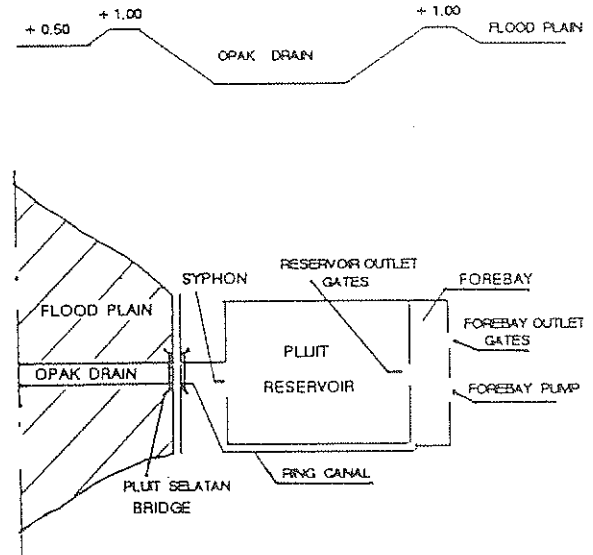 + 1.00
+ 1.00
+ 0.50
FLOOD PLAIN
OPAK DRAIN
RESERVOIR OUTLET
GATES
SYPHON
FOREBAY
FLOOD PLAIN
FOREBAY OUTLET
GATES
PLUIT
RESERVOIR
OPAK DRAIN
FOREBAY PUMP
RING CANAL
PLUIT SELATAN
BRIDGE